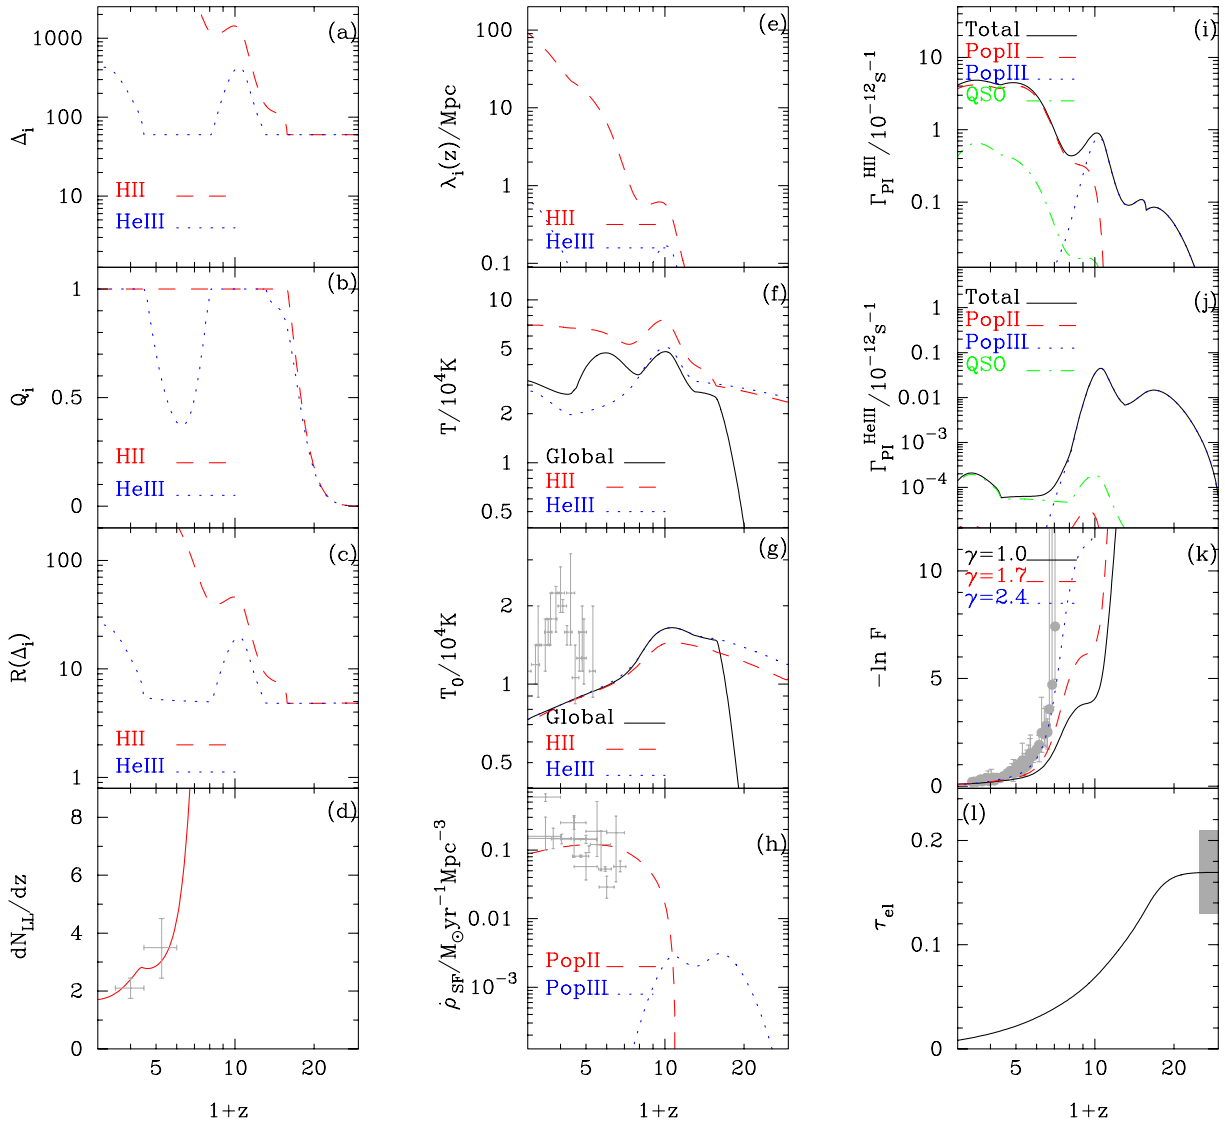 (a)
1000
100
10
Δi
HII
HeIII
(b)
1
0.5
0
Qi
HII
HeIII
(c)
100
10
1
R(Δi)
HII
HeIII
(d)
8
6
4
2
0
dN_LL/dz
5 10 20
1+z
(e)
100
10
1
0.1
λi(z)/Mpc
HII
HeIII
(f)
10
5
2
1
0.5
T/10^4K
Global
HII
HeIII
(g)
2
1
0.5
T0/10^4K
Global
HII
HeIII
(h)
0.1
0.01
10^-3
ρ̇_SF/M⊙yr^-1Mpc^-3
PopII
PopIII
5 10 20
1+z
(i)
Total
PopII
PopIII
QSO
10
1
0.1
Γ_PI^HII/10^-12s^-1
(j)
Total
PopII
PopIII
QSO
1
0.1
0.01
10^-3
10^-4
Γ_PI^HeIII/10^-12s^-1
(k)
γ=1.0
γ=1.7
γ=2.4
10
5
0
-ln F
(l)
0.2
0.1
0
τ_el
5 10 20
1+z